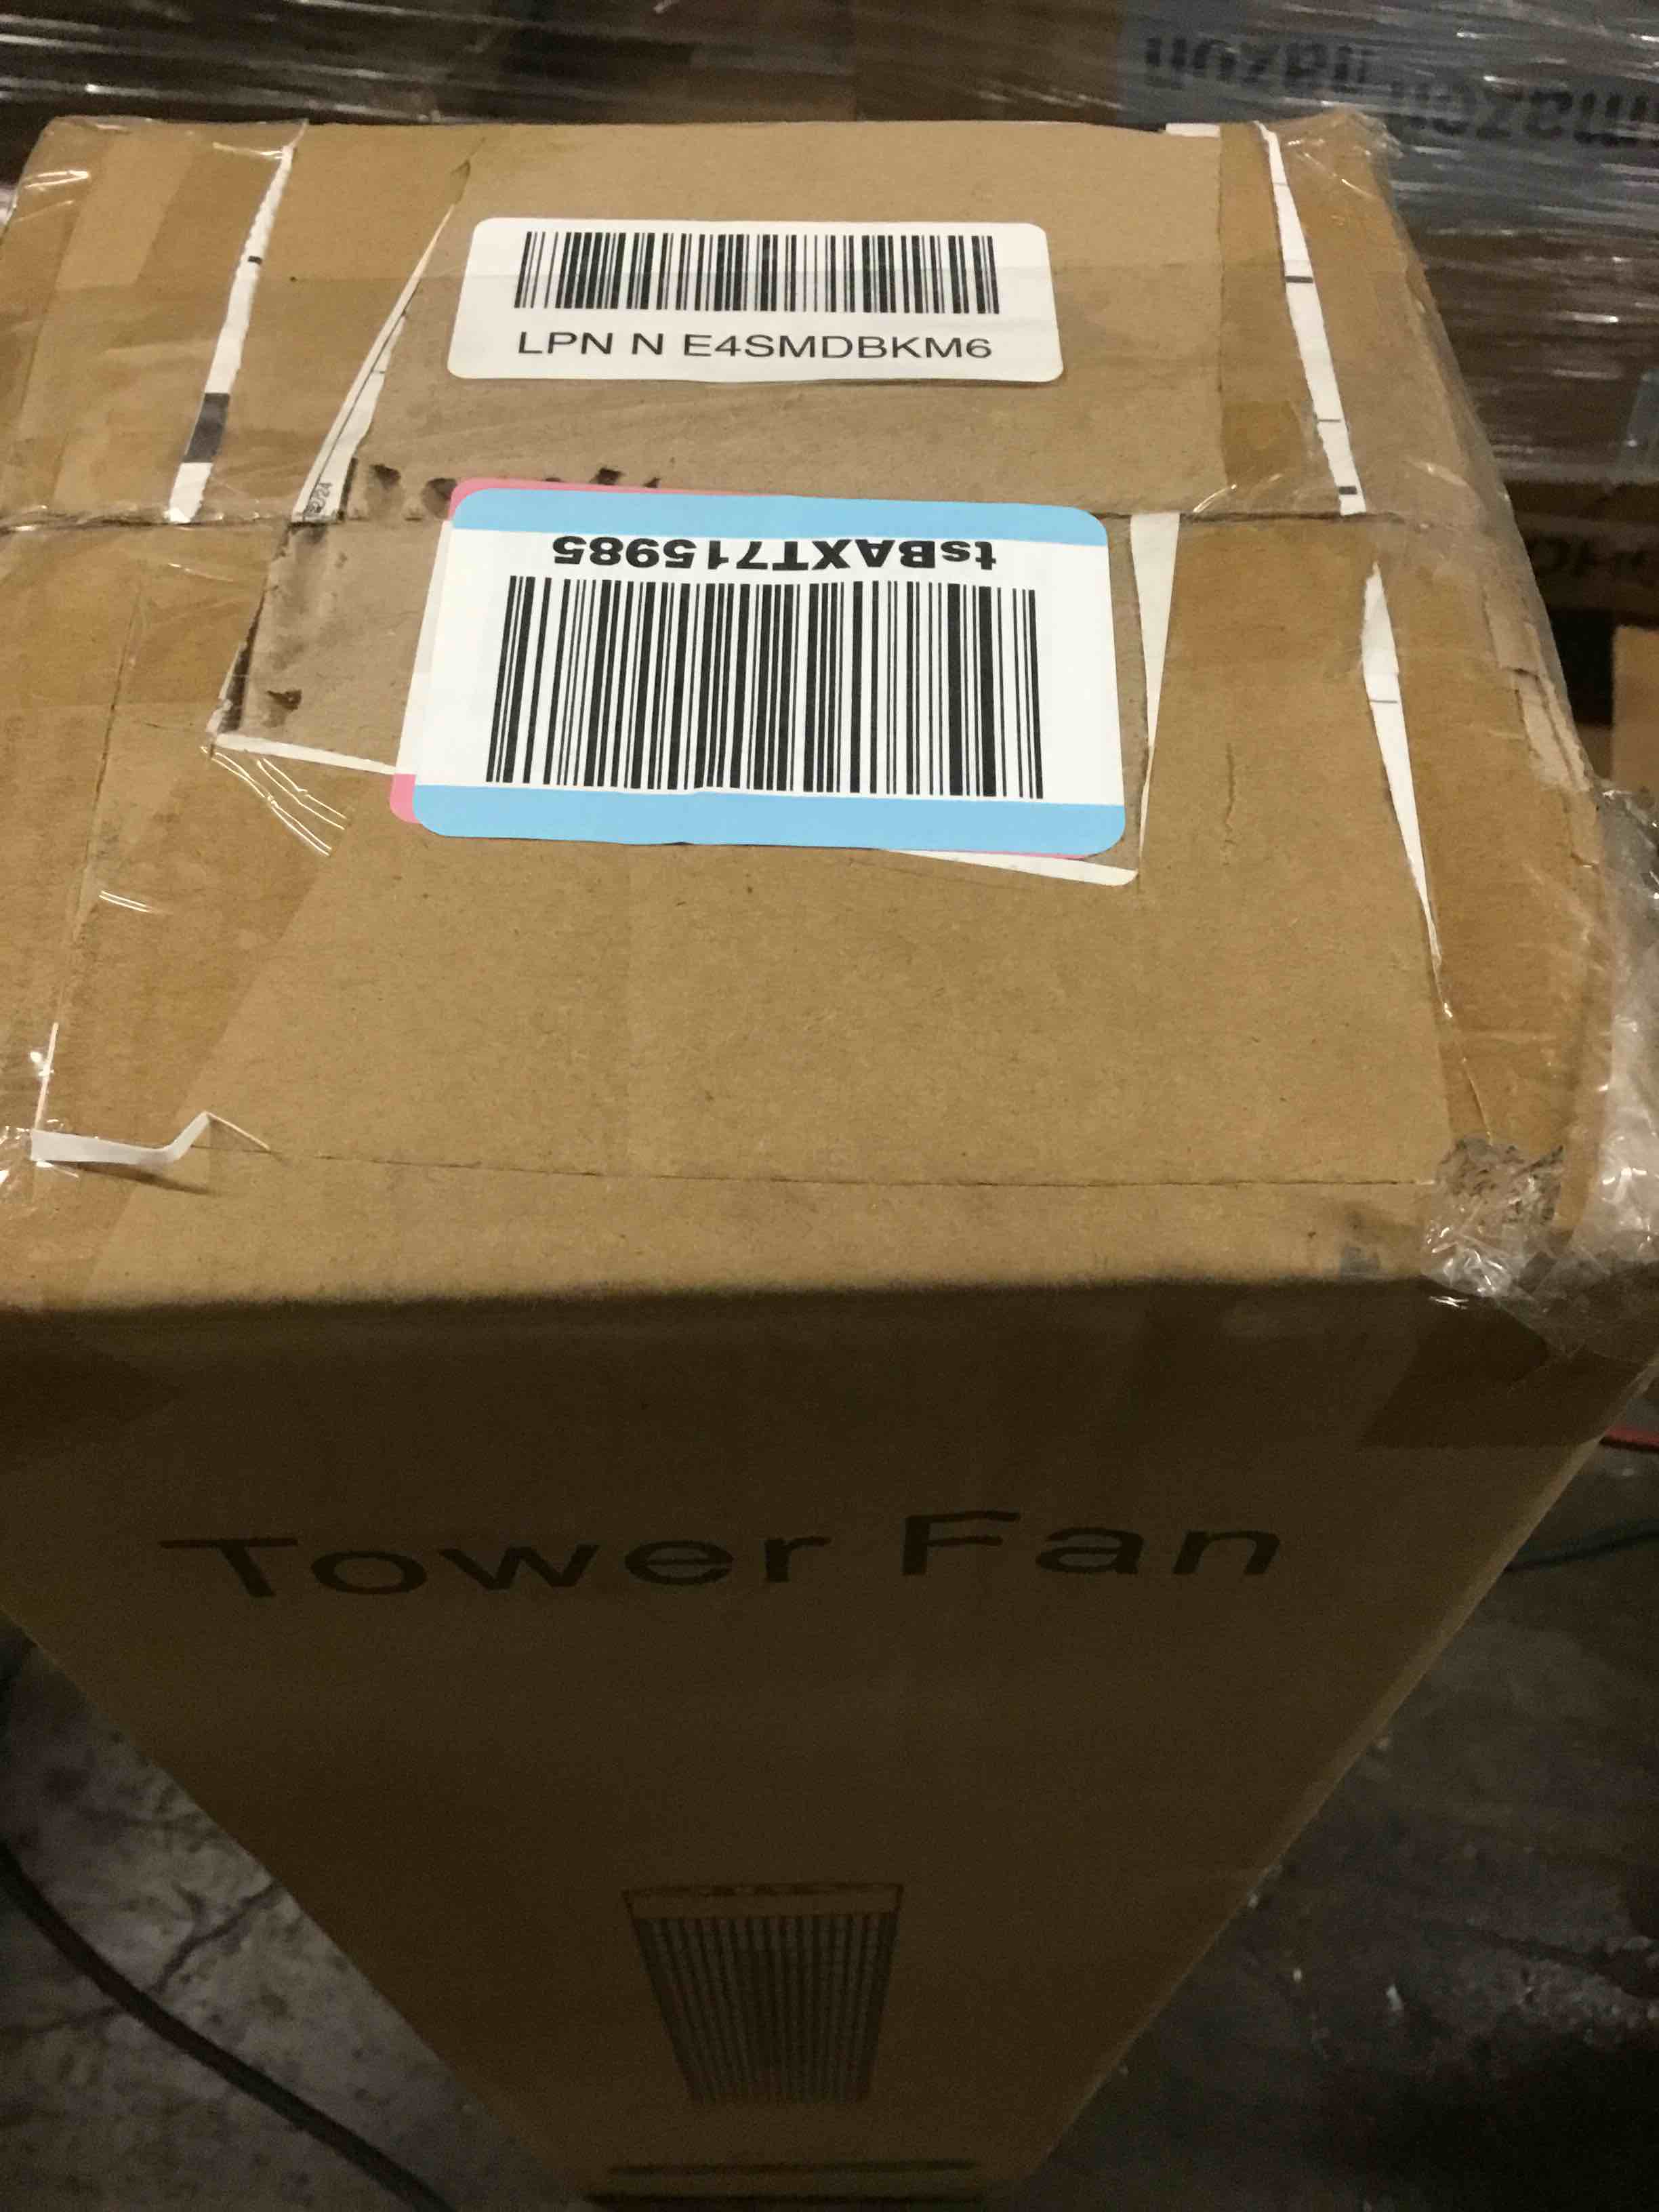 LPN N E4SMDBKM6
tsBAXT715985
Tower Fan